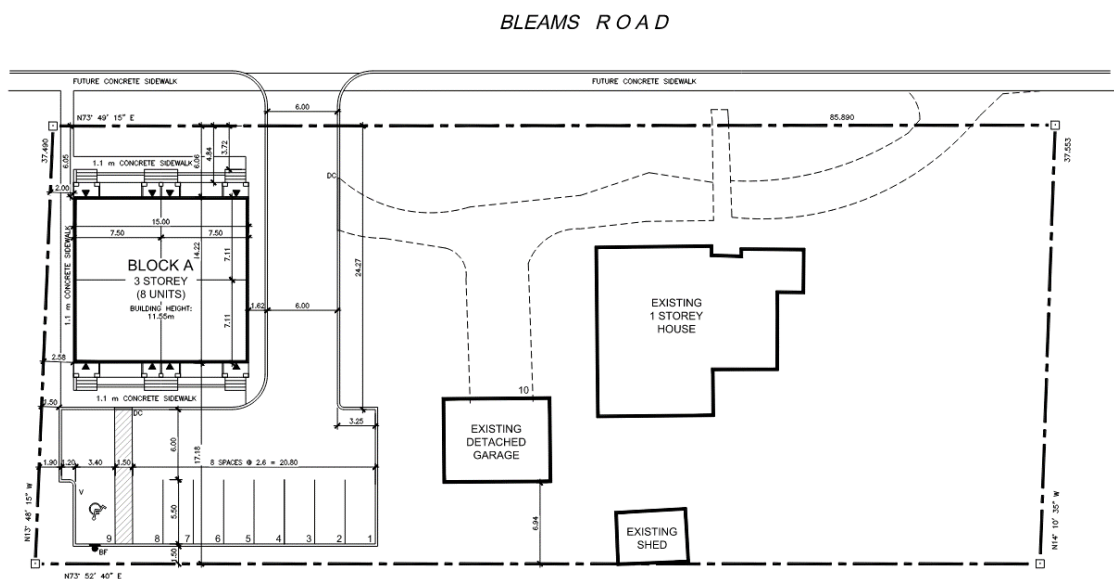 BLEAMS ROAD
FUTURE CONCRETE SIDEWALK
FUTURE CONCRETE SIDEWALK
6.00
N73° 49' 15" E
85.890
37.490
6.05
1.1 m CONCRETE SIDEWALK
6.06
4.84
3.72
37.553
DC
2.00
15.00
7.50
7.50
14.22
7.11
24.27
BLOCK A
3 STOREY
(8 UNITS)
BUILDING HEIGHT:
11.55m
1.1 m CONCRETE SIDEWALK
1.62
6.00
7.11
EXISTING
1 STOREY
HOUSE
2.58
1.1 m CONCRETE SIDEWALK
10
1.50
DC
3.25
EXISTING
DETACHED
GARAGE
6.00
17.18
1.90
1.20
3.40
1.50
8 SPACES @ 2.6 = 20.80
N13° 48' 15" W
V
5.50
6.94
N14° 10' 35" W
EXISTING
SHED
9
8
7
6
5
4
3
2
1
BF
1.50
N73° 52' 40" E